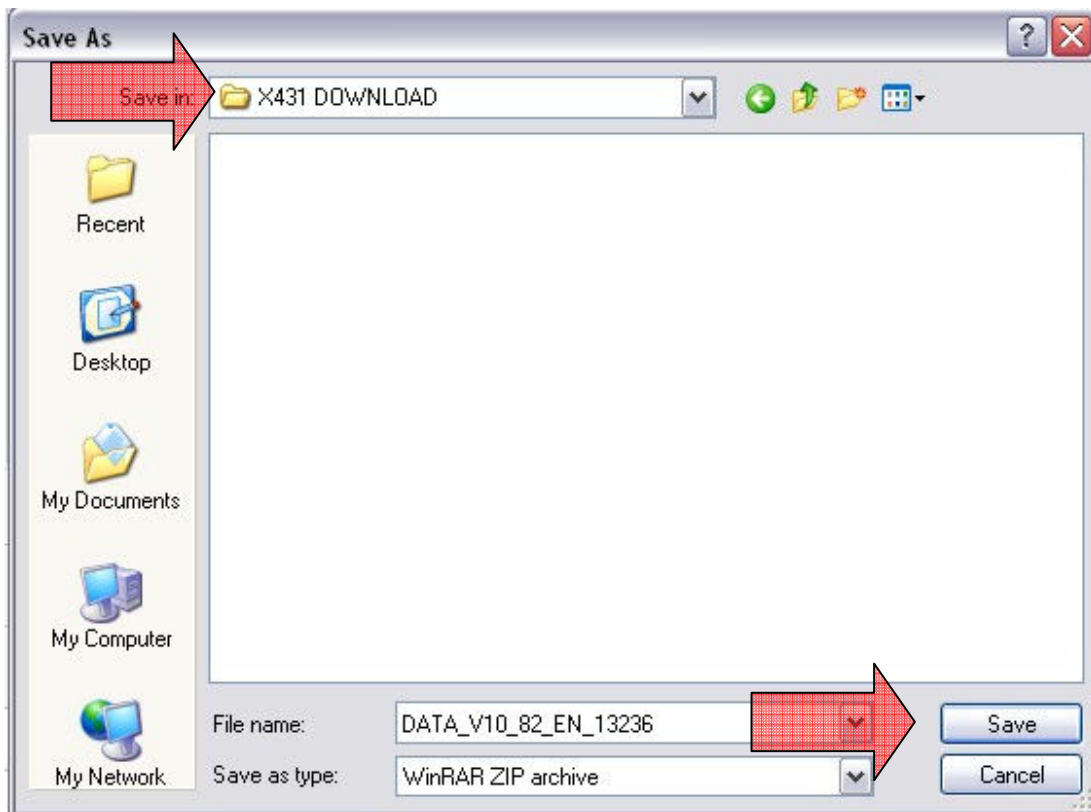 Save As
Save in: X431 DOWNLOAD
Recent
Desktop
My Documents
My Computer
My Network
File name: DATA_V10_82_EN_13236 Save
Save as type: WinRAR ZIP archive Cancel